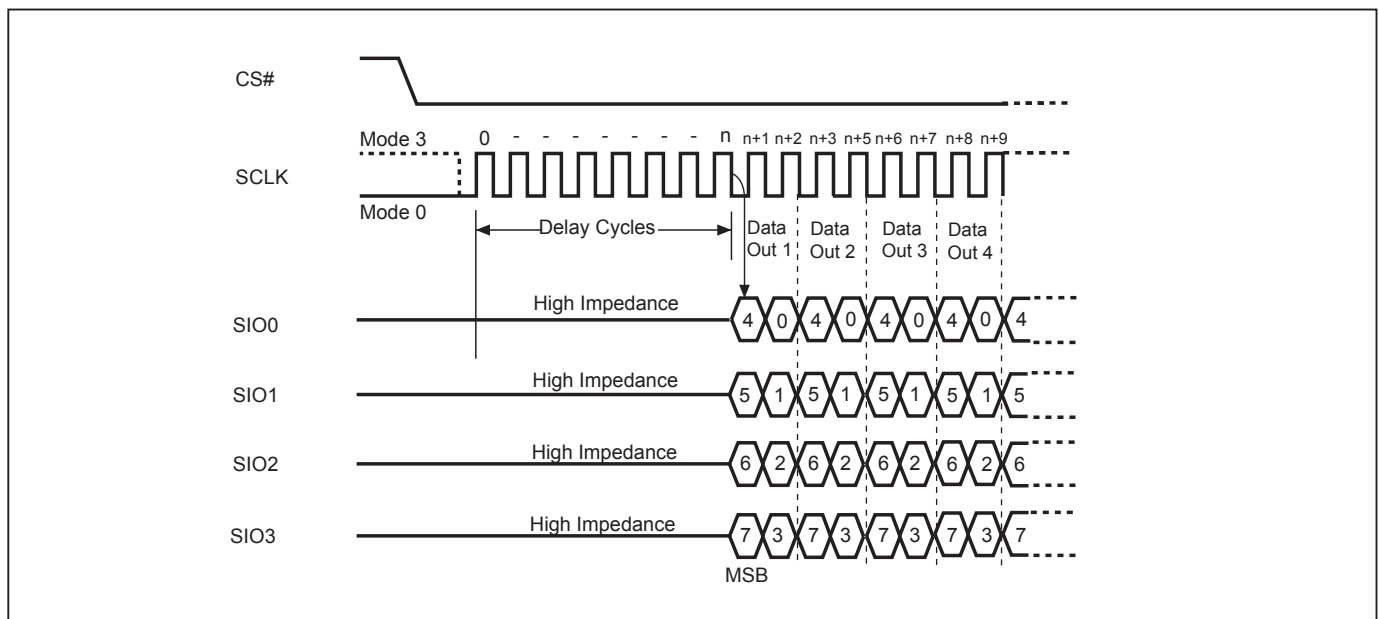 CS#
Mode 3 0 - - - - - - - n n+1 n+2 n+3 n+5 n+6 n+7 n+8 n+9
SCLK
Mode 0
Delay Cycles
Data Out 1
Data Out 2
Data Out 3
Data Out 4
High Impedance
SIO0 4 0 4 0 4 0 4 0 4
High Impedance
SIO1 5 1 5 1 5 1 5 1 5
High Impedance
SIO2 6 2 6 2 6 2 6 2 6
High Impedance
SIO3 7 3 7 3 7 3 7 3 7
MSB